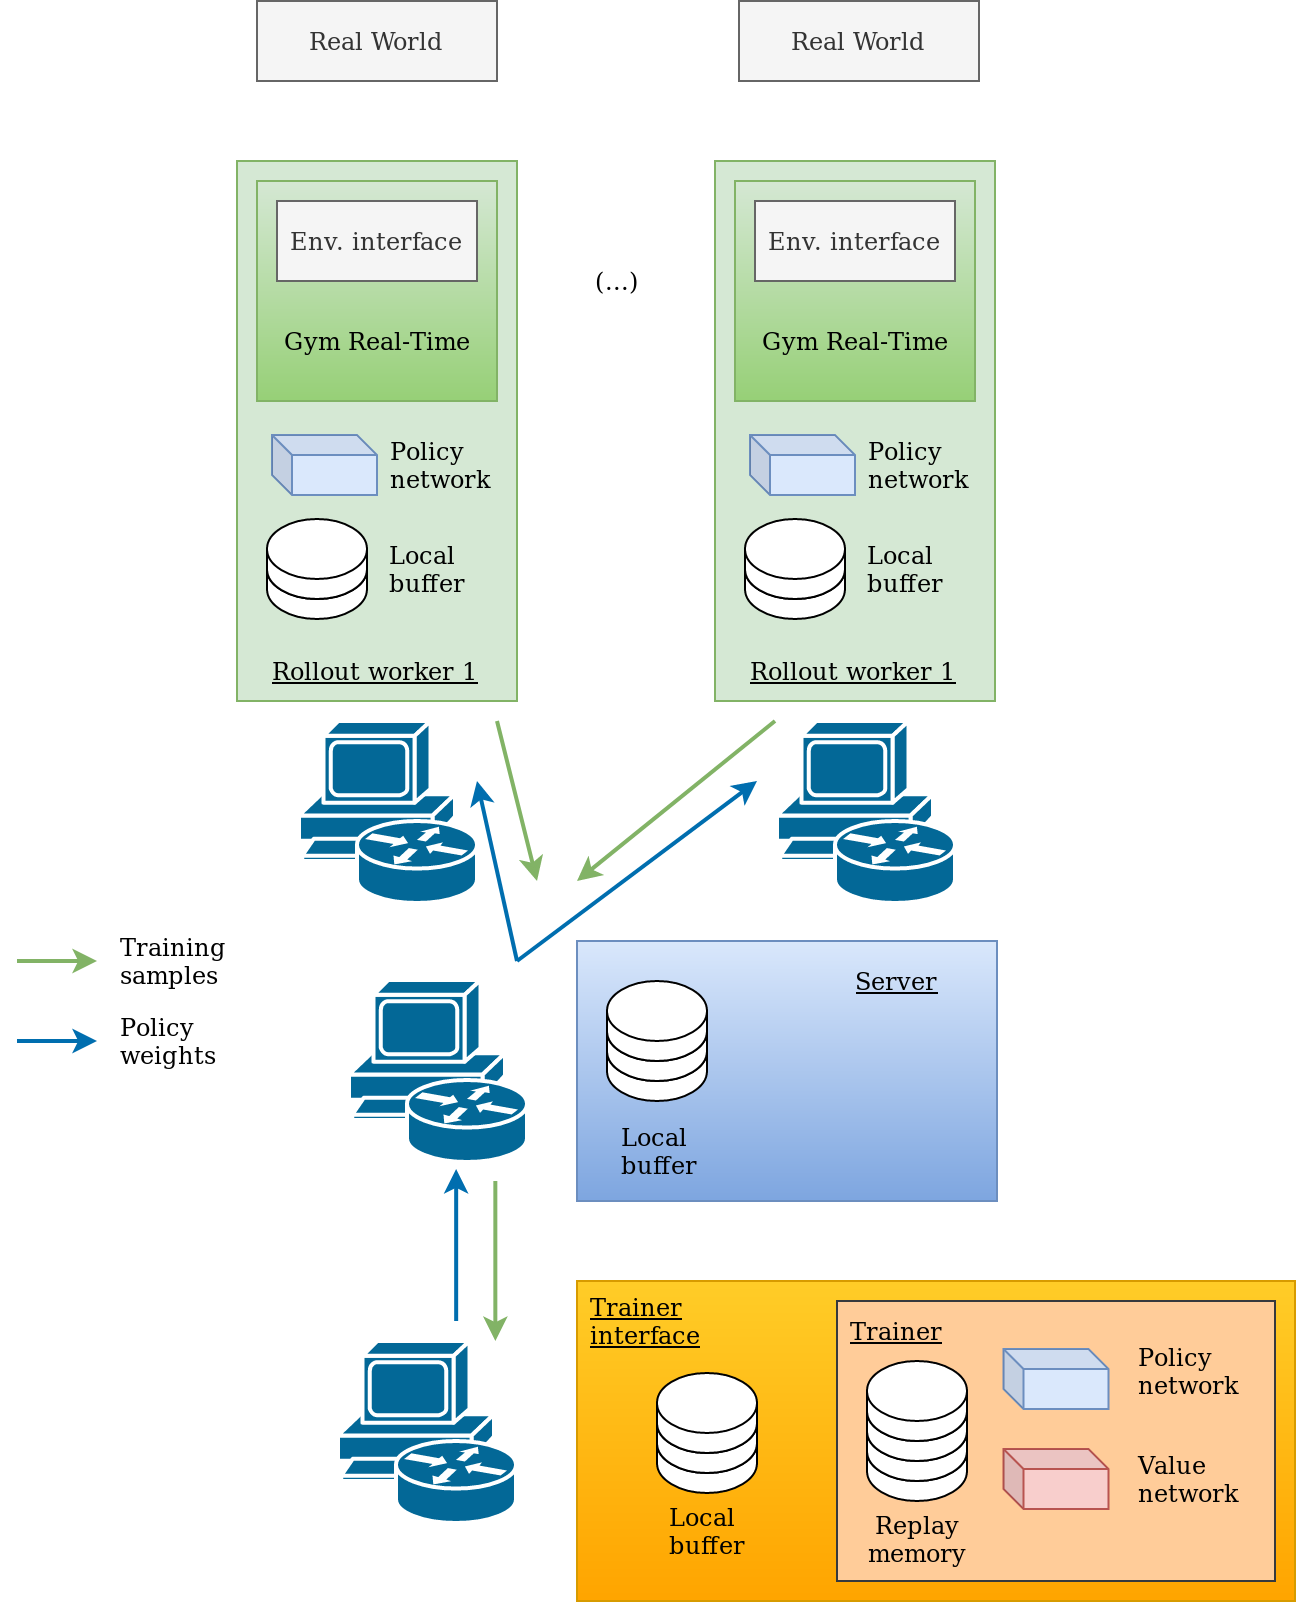 Real World
Real World
Env. interface
Env. interface
(...)
Gym Real-Time
Gym Real-Time
Policy
network
Policy
network
Local
buffer
Local
buffer
Rollout worker 1
Rollout worker 1
Training
samples
Policy
weights
Server
Local
buffer
Trainer
interface
Local
buffer
Trainer
Replay
memory
Policy
network
Value
network